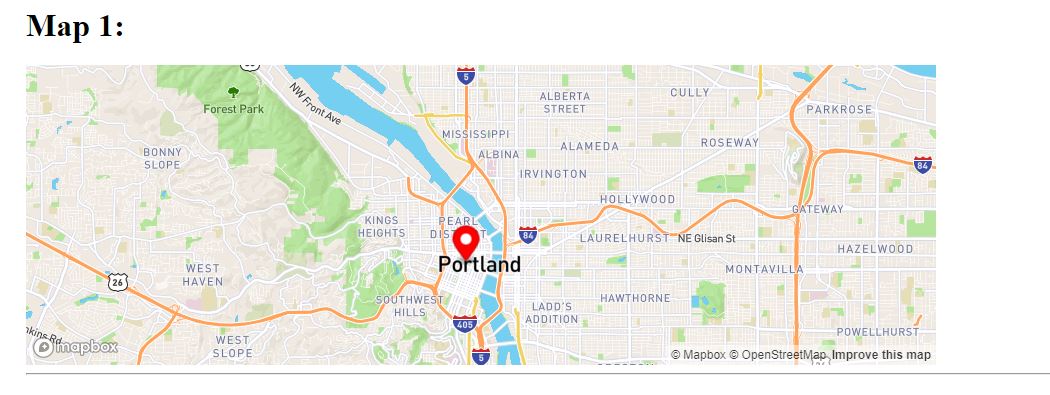 Map 1:
5
Forest Park
NW Front Ave
ALBERTA
STREET
CULLY
PARKROSE
MISSISSIPPI
ALBINA
ALAMEDA
ROSEWAY
BONNY
SLOPE
84
IRVINGTON
HOLLYWOOD
GATEWAY
KINGS
HEIGHTS
PEARL
84
LAURELHURST
NE Glisan St
HAZELWOOD
Portland
WEST
HAVEN
MONTAVILLA
26
SOUTHWEST
HILLS
HAWTHORNE
LADD'S
ADDITION
405
POWELLHURST
WEST
SLOPE
5
mapbox
© Mapbox © OpenStreetMap Improve this map